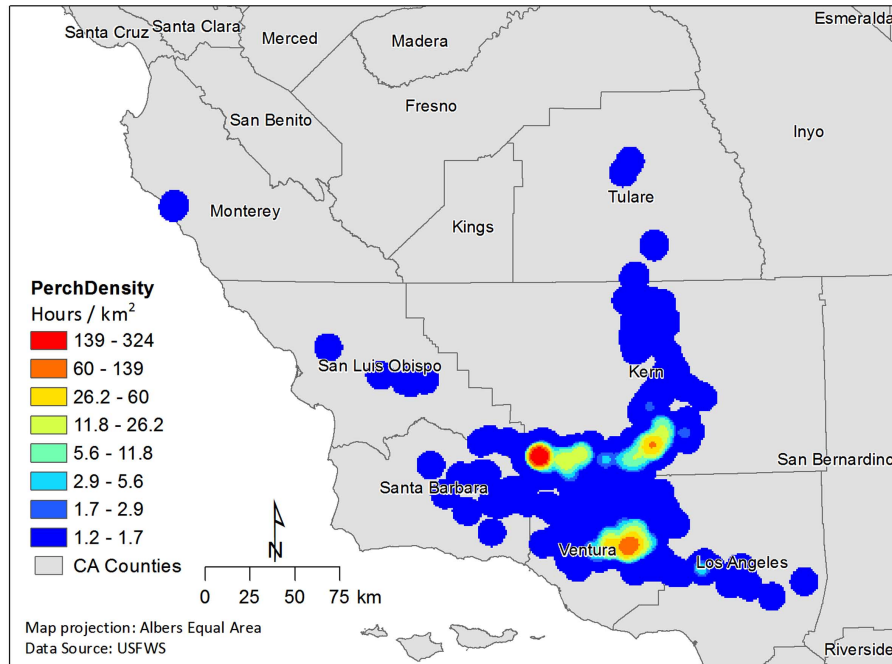 Esmeralda
Santa Cruz
Santa Clara
Merced
Madera
Fresno
San Benito
Inyo
Tulare
Monterey
Kings
PerchDensity
Hours / km²
139 - 324
60 - 139
26.2 - 60
11.8 - 26.2
5.6 - 11.8
2.9 - 5.6
1.7 - 2.9
1.2 - 1.7
CA Counties
San Luis Obispo
Kern
San Bernardino
Santa Barbara
Ventura
Los Angeles
N
0 25 50 75 km
Map projection: Albers Equal Area
Data Source: USFWS
Riverside